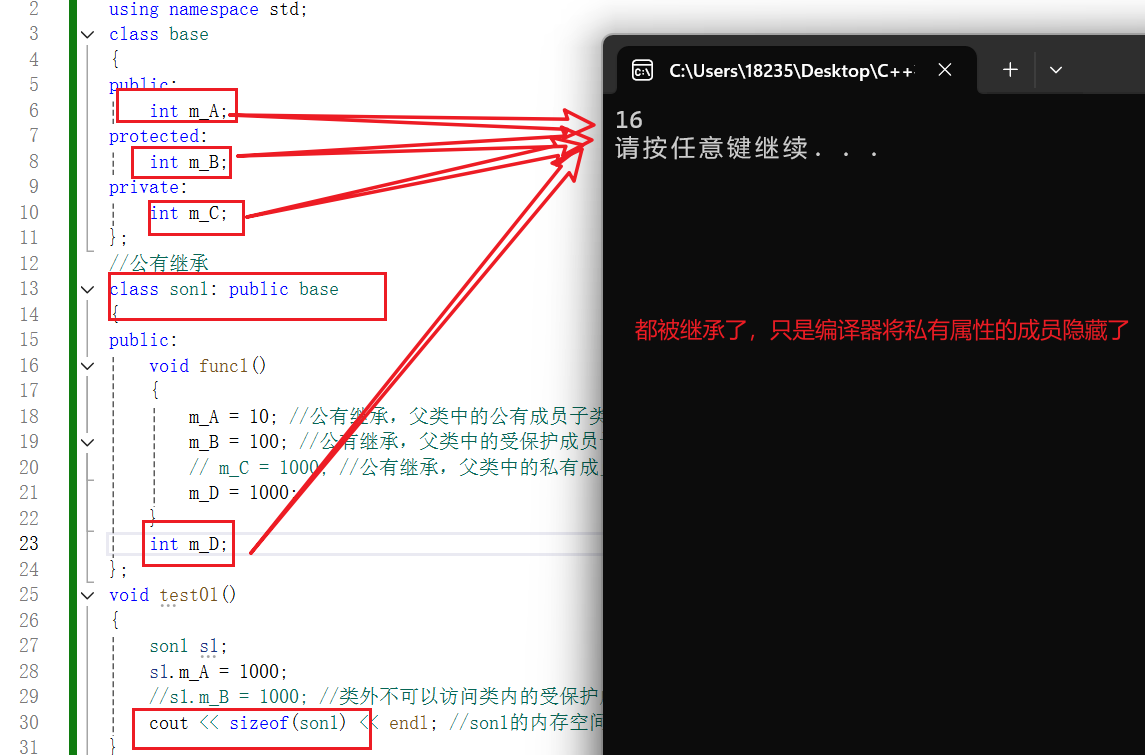 2 using namespace std;
3 class base
4 {
5 public:
6 int m_A;
7 protected:
8 int m_B;
9 private:
10 int m_C;
11 };
12 //公有继承
13 class son1: public base
14 {
15 public:
16 void func1()
17 {
18 m_A = 10; //公有继承，父类中的公有成员子类
19 m_B = 100; //公有继承，父类中的受保护成员
20 // m_C = 1000; //公有继承，父类中的私有成
21 m_D = 1000;
22 }
23 int m_D;
24 };
25 void test01()
26 {
27 son1 s1;
28 s1.m_A = 1000;
29 //s1.m_B = 1000; //类外不可以访问类内的受保护
30 cout << sizeof(son1) << endl; //son1的内存空间
31 }
C:\Users\18235\Desktop\C++
16
请按任意键继续. . .
都被继承了，只是编译器将私有属性的成员隐藏了